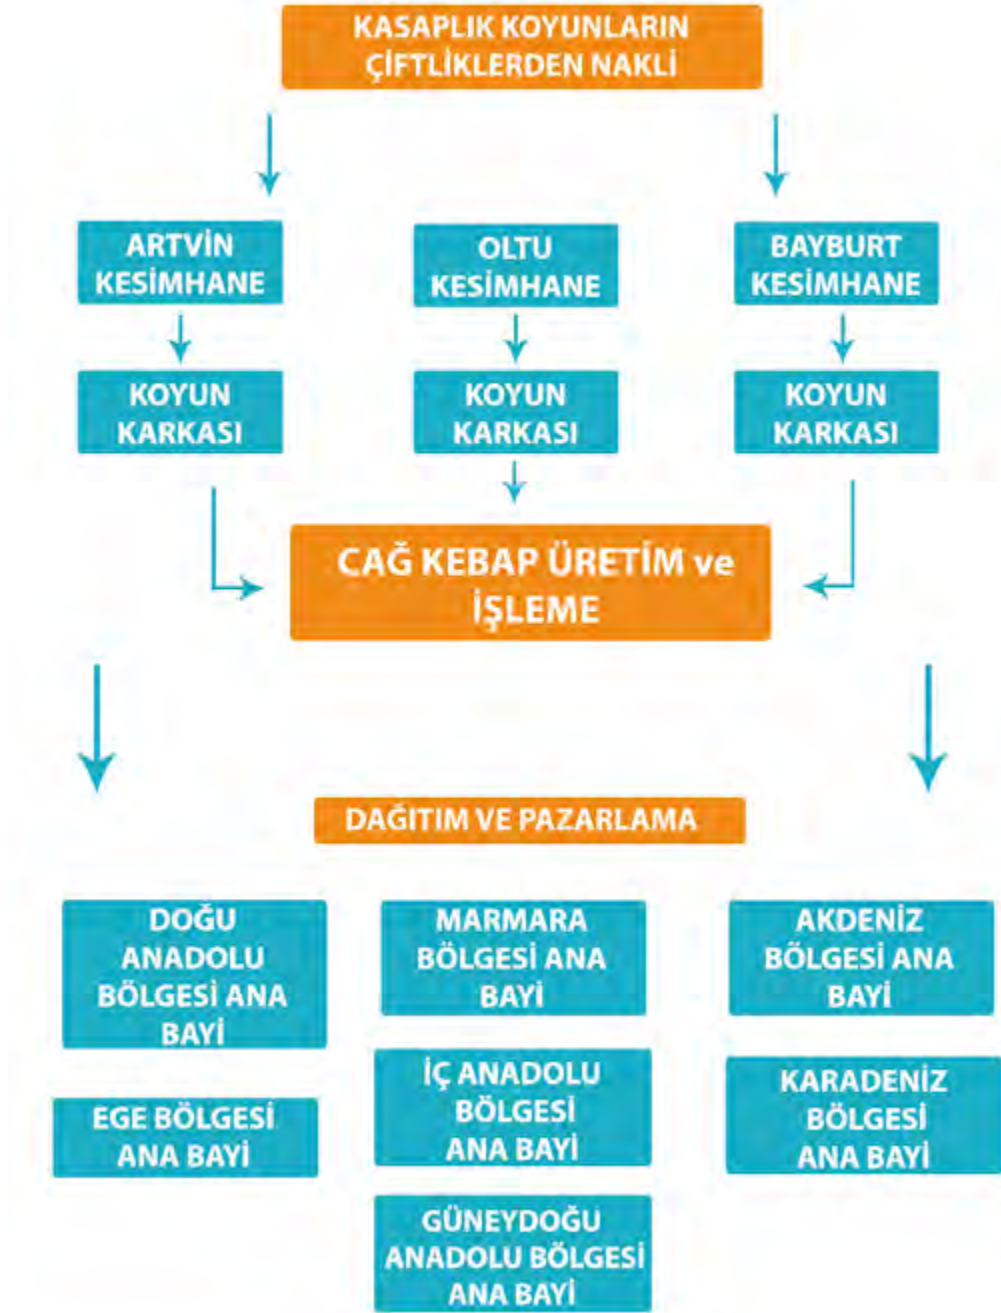 KASAPLIK KOYUNLARIN
ÇİFTLİKLERDEN NAKLİ
ARTVİN
KESİMHANE
OLTU
KESİMHANE
BAYBURT
KESİMHANE
KOYUN
KARKASI
KOYUN
KARKASI
KOYUN
KARKASI
CAĞ KEBAP ÜRETİM ve
İŞLEME
DAĞITIM VE PAZARLAMA
DOĞU
ANADOLU
BÖLGESİ ANA
BAYİ
MARMARA
BÖLGESİ ANA
BAYİ
AKDENİZ
BÖLGESİ ANA
BAYİ
EGE BÖLGESİ
ANA BAYİ
İÇ ANADOLU
BÖLGESİ
ANA BAYİ
KARADENİZ
BÖLGESİ
ANA BAYİ
GÜNEYDOĞU
ANADOLU BÖLGESİ
ANA BAYİ